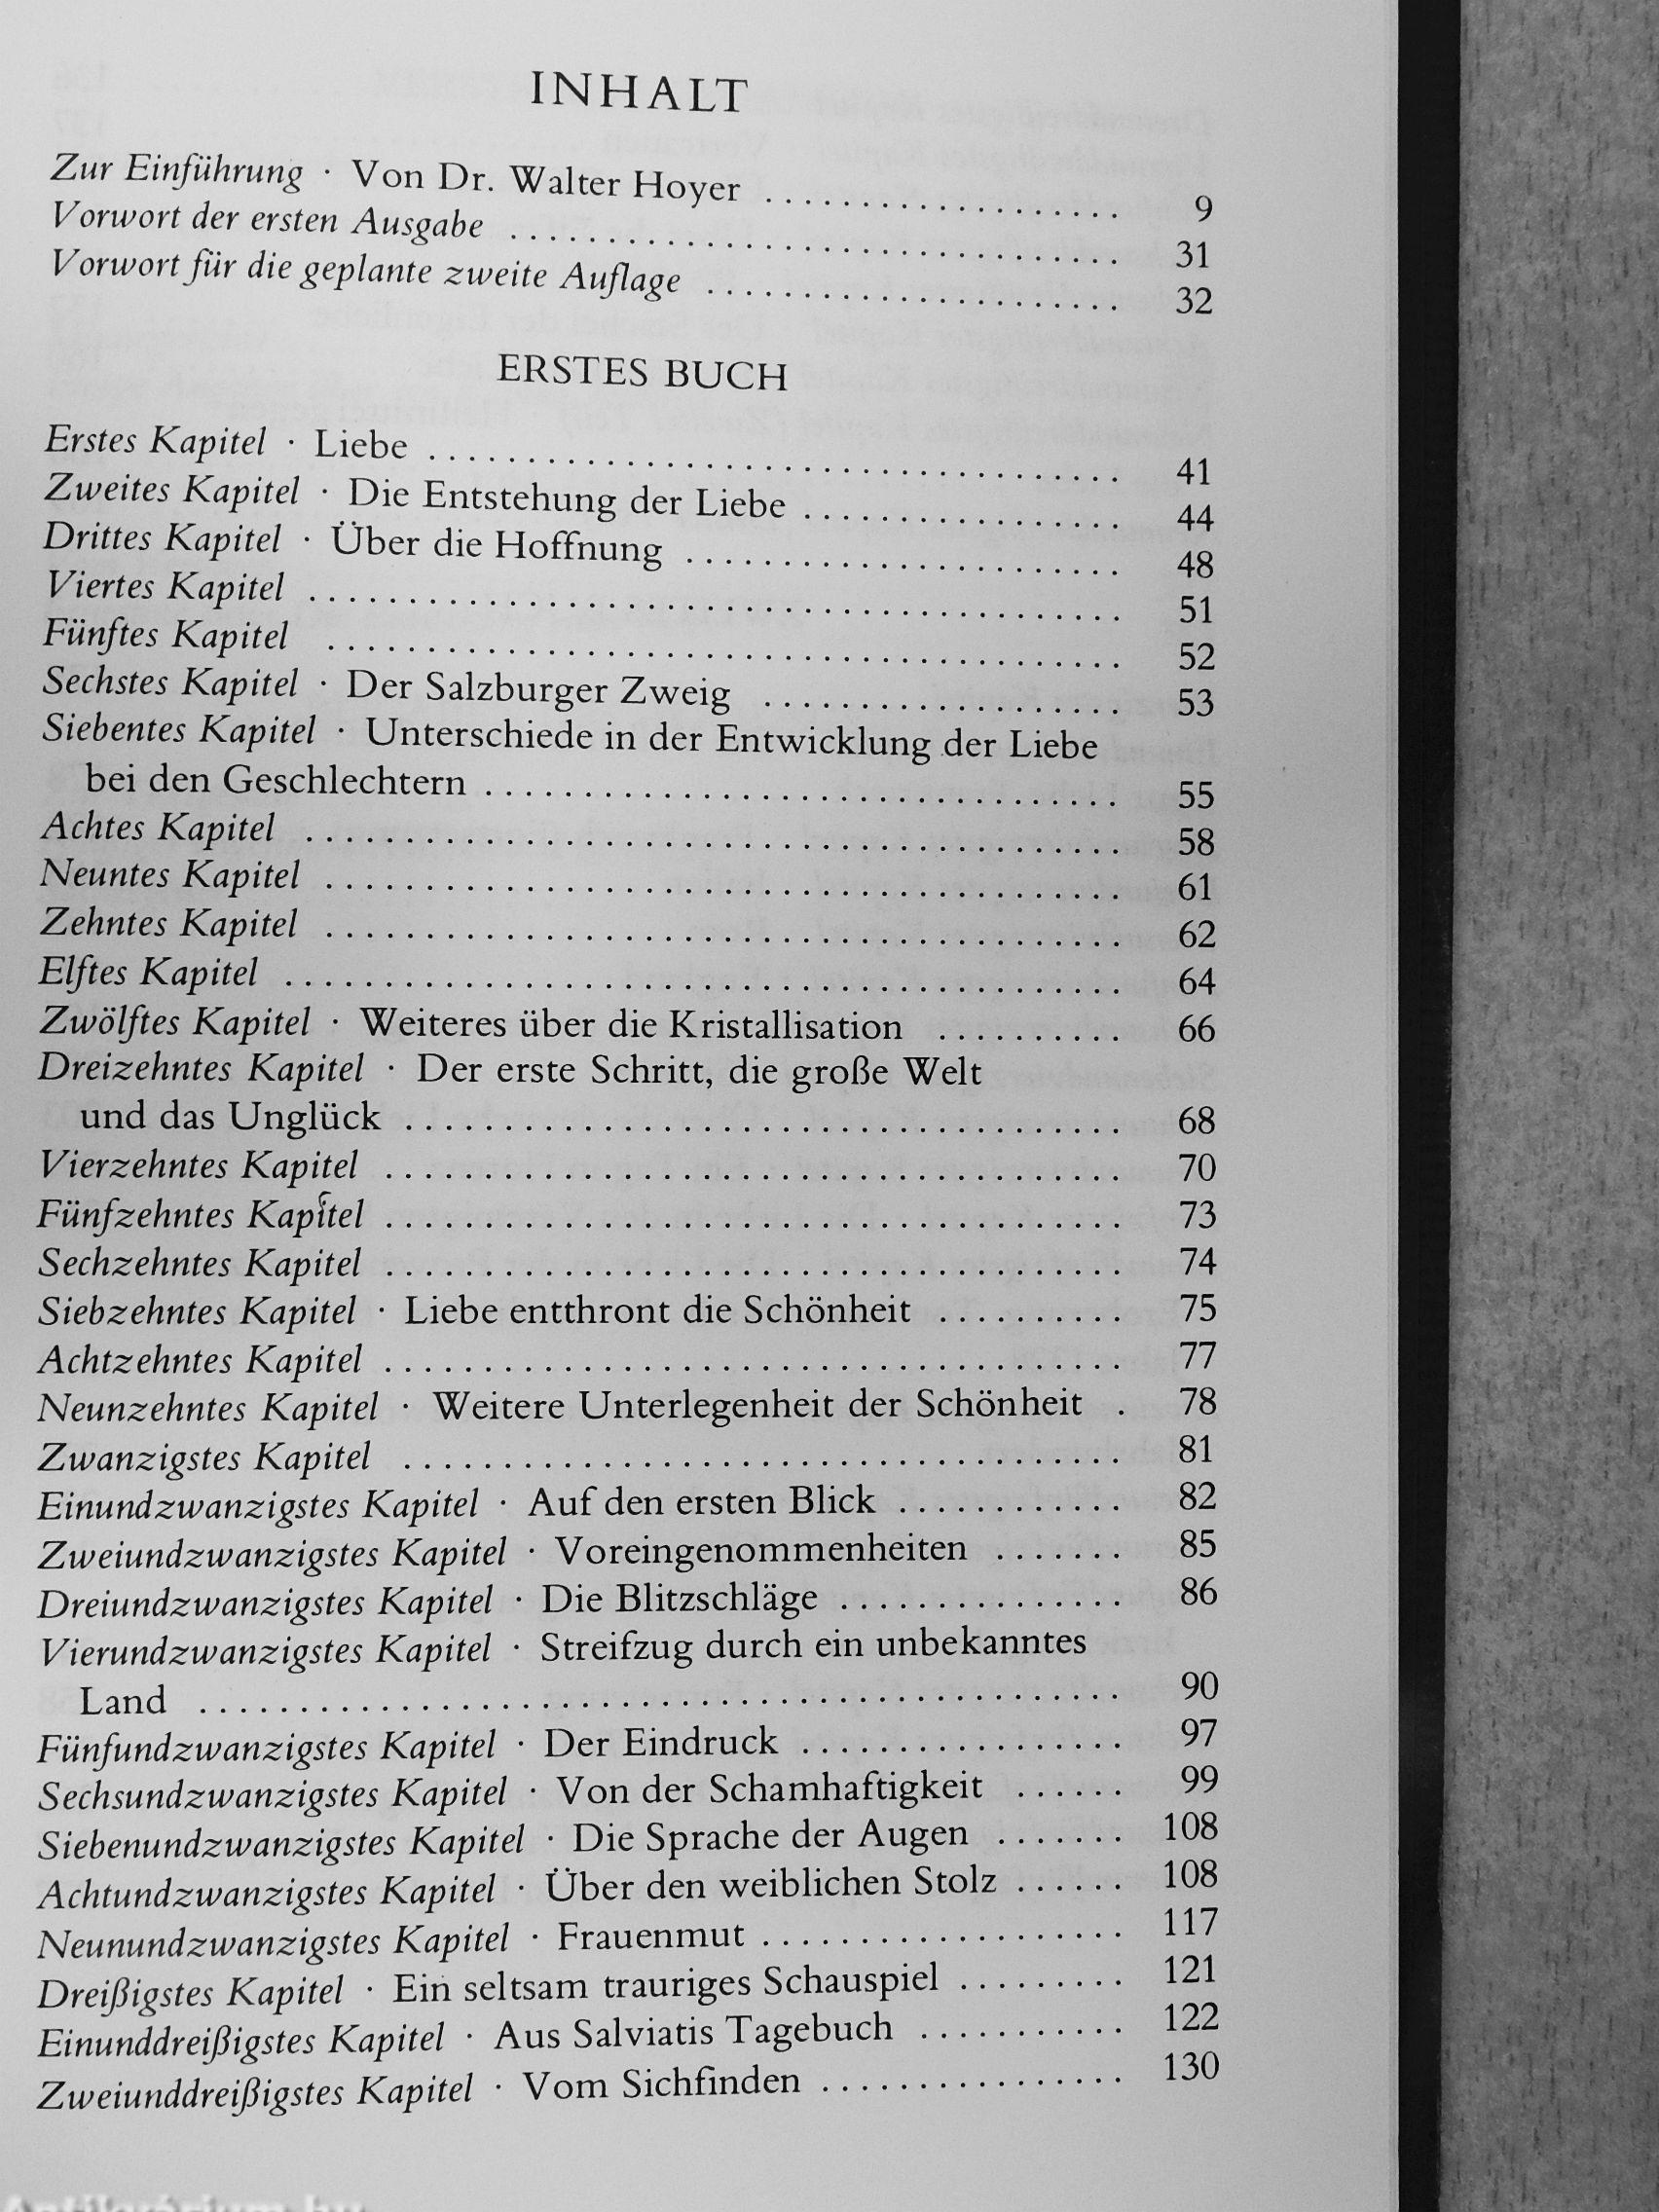 INHALT
Zur Einführung · Von Dr. Walter Hoyer .................. 9
Vorwort der ersten Ausgabe ............................... 31
Vorwort für die geplante zweite Auflage ..................... 32
ERSTES BUCH
Erstes Kapitel · Liebe ................................... 41
Zweites Kapitel · Die Entstehung der Liebe ................ 44
Drittes Kapitel · Über die Hoffnung ...................... 48
Viertes Kapitel ......................................... 51
Fünftes Kapitel ........................................ 52
Sechstes Kapitel · Der Salzburger Zweig .................. 53
Siebentes Kapitel · Unterschiede in der Entwicklung der Liebe
bei den Geschlechtern ................................ 55
Achtes Kapitel ......................................... 58
Neuntes Kapitel ........................................ 61
Zehntes Kapitel ........................................ 62
Elftes Kapitel .......................................... 64
Zwölftes Kapitel · Weiteres über die Kristallisation .......... 66
Dreizehntes Kapitel · Der erste Schritt, die große Welt
und das Unglück .................................... 68
Vierzehntes Kapitel ..................................... 70
Fünfzehntes Kapitel ..................................... 73
Sechzehntes Kapitel ..................................... 74
Siebzehntes Kapitel · Liebe entthront die Schönheit .......... 75
Achtzehntes Kapitel ..................................... 77
Neunzehntes Kapitel · Weitere Unterlegenheit der Schönheit . 78
Zwanzigstes Kapitel .................................... 81
Einundzwanzigstes Kapitel · Auf den ersten Blick ............ 82
Zweiundzwanzigstes Kapitel · Voreingenommenheiten ....... 85
Dreiundzwanzigstes Kapitel · Die Blitzschläge ............... 86
Vierundzwanzigstes Kapitel · Streifzug durch ein unbekanntes
Land ............................................... 90
Fünfundzwanzigstes Kapitel · Der Eindruck ................. 97
Sechsundzwanzigstes Kapitel · Von der Schamhaftigkeit ...... 99
Siebenundzwanzigstes Kapitel · Die Sprache der Augen ....... 108
Achtundzwanzigstes Kapitel · Über den weiblichen Stolz ...... 108
Neunundzwanzigstes Kapitel · Frauenmut ................... 117
Dreißigstes Kapitel · Ein seltsam trauriges Schauspiel ......... 121
Einunddreißigstes Kapitel · Aus Salviatis Tagebuch ........... 122
Zweiunddreißigstes Kapitel · Vom Sichfinden ................ 130